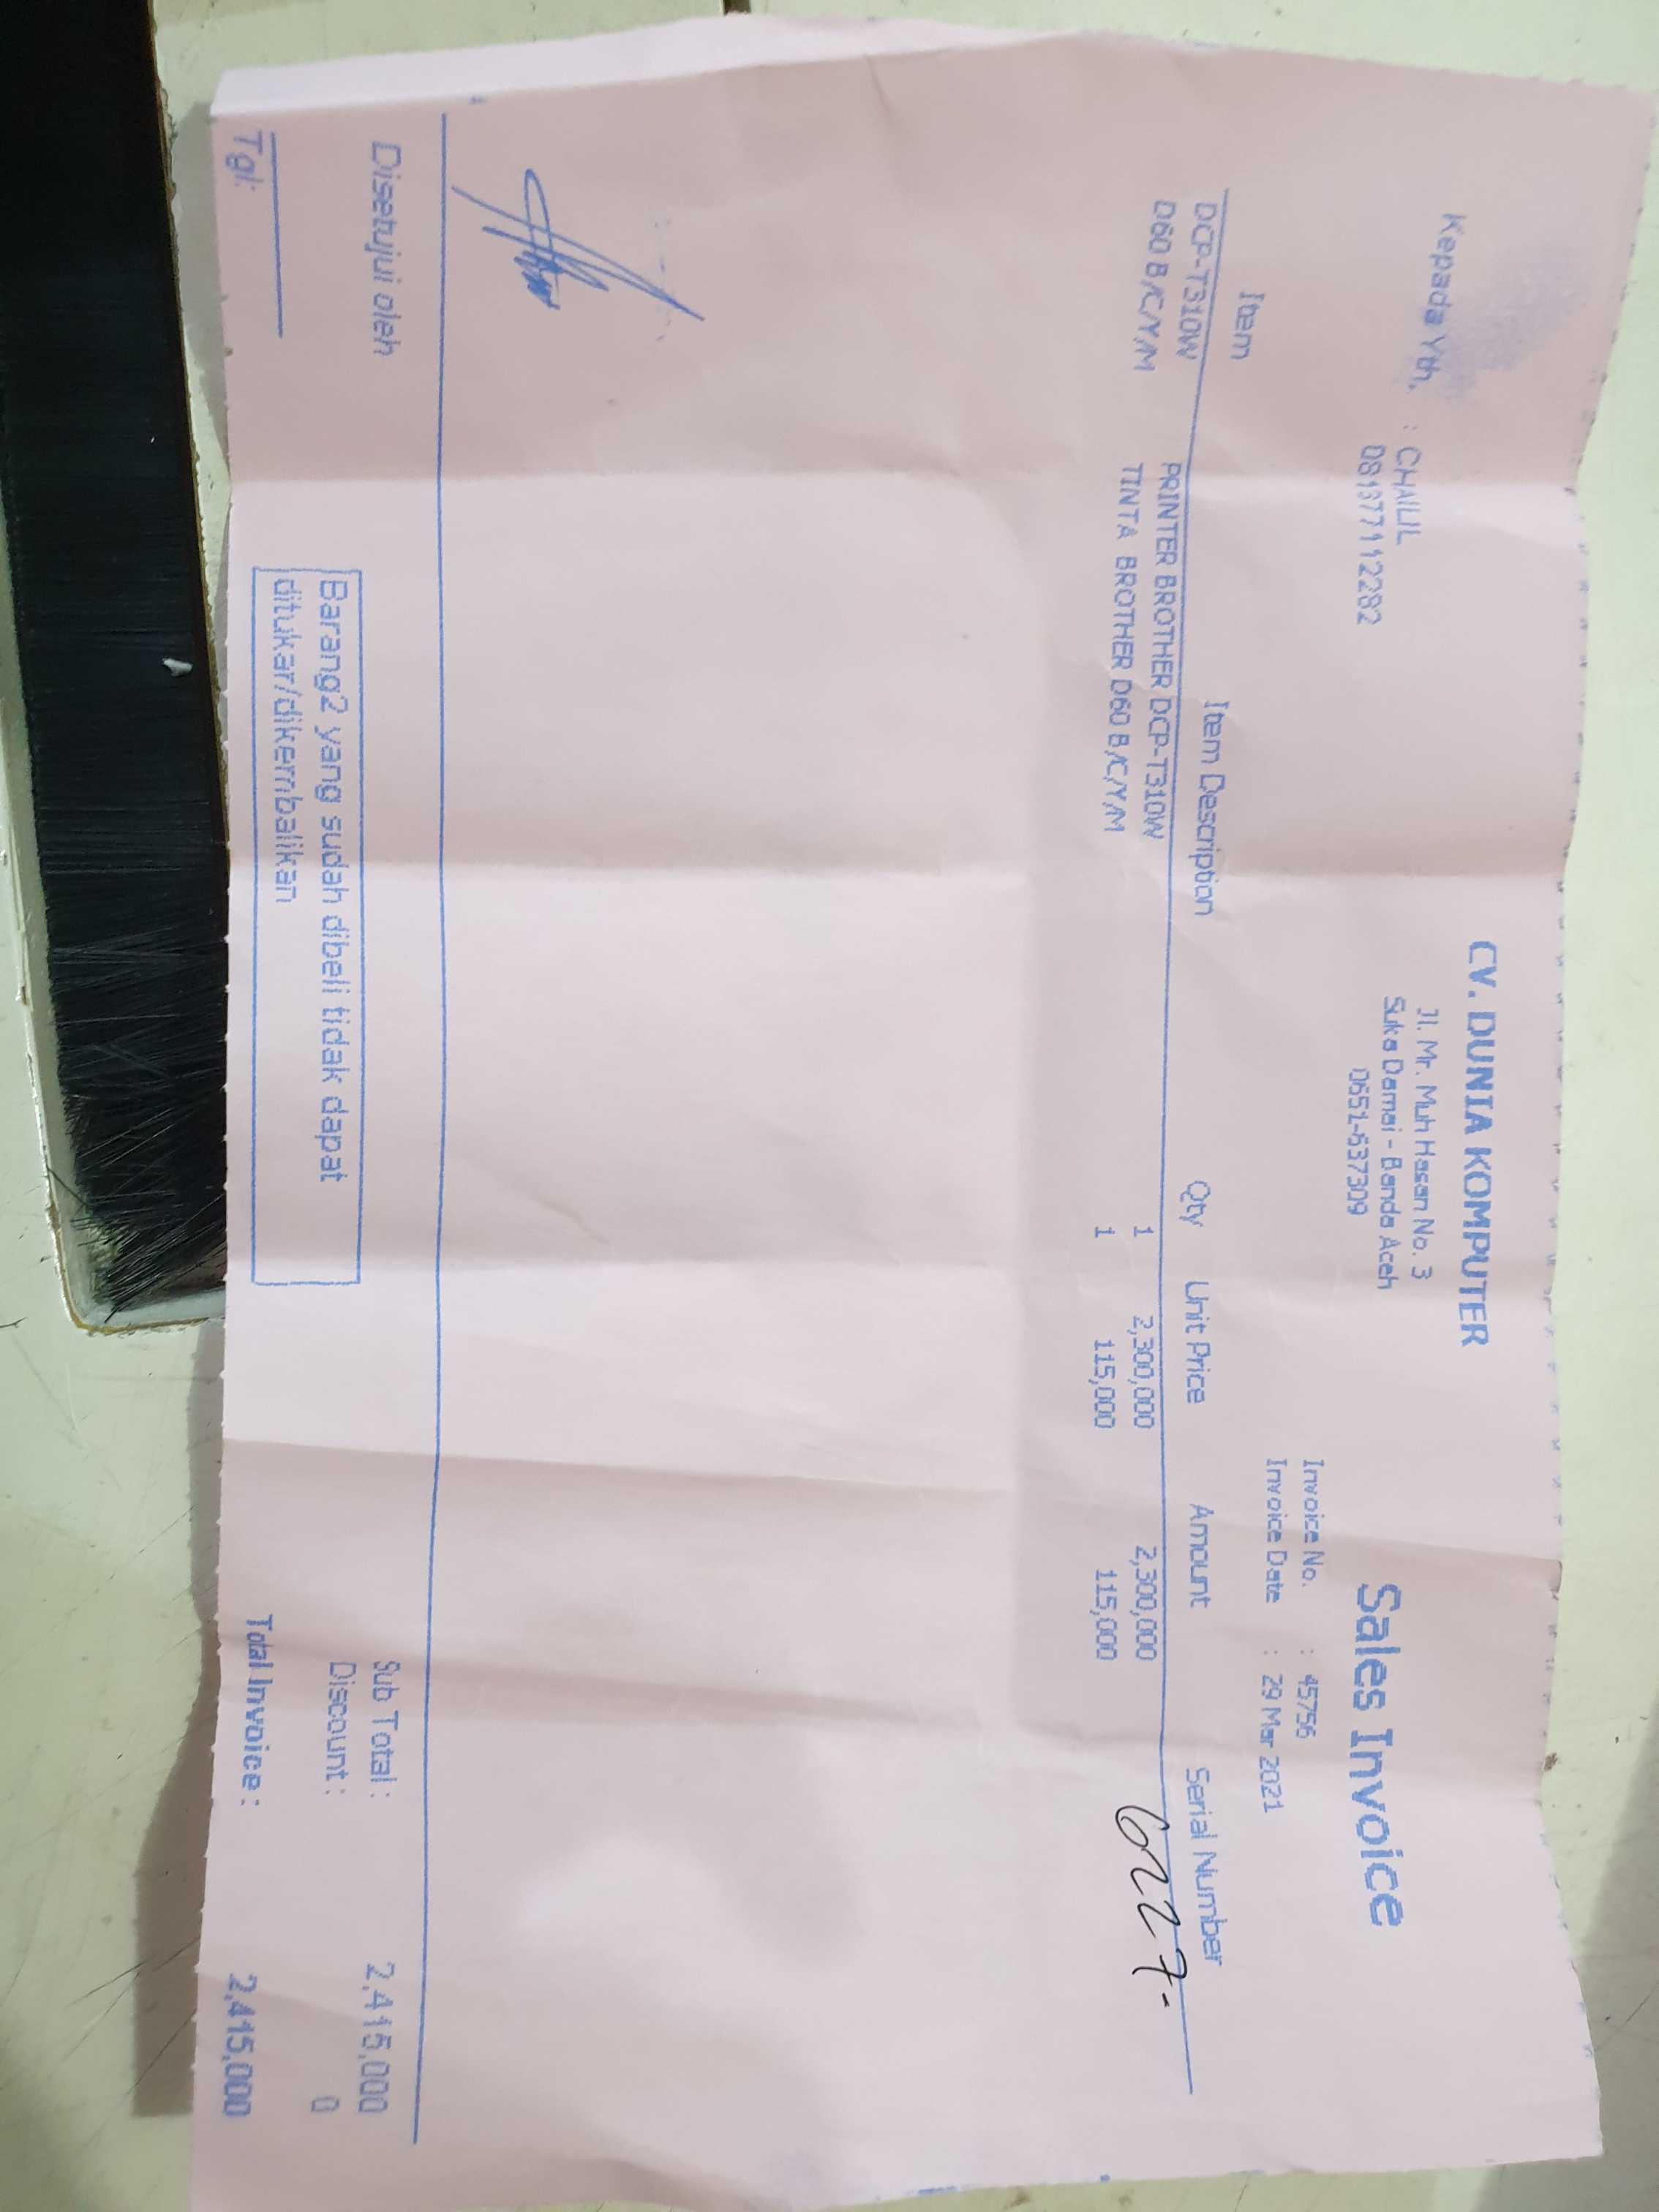 CV. DUNIA KOMPUTER
Jl. Mr. Muh Hasan No. 3
Suka Damai - Banda Aceh
0651-637309
Sales Invoice
Kepada Yth, : CHAILIL
081377112282
Invoice No. : 45756
Invoice Date : 29 Mar 2021
Item Item Description Qty Unit Price Amount Serial Number
DCP-T310W PRINTER BROTHER DCP-T310W 1 2,300,000 2,300,000 6227.
D60 B/C/Y/M TINTA BROTHER D60 B/C/Y/M 1 115,000 115,000
Disetujui oleh
Tgl:
Barang2 yang sudah dibeli tidak dapat
ditukar/dikembalikan
Sub Total : 2,415,000
Discount : 0
Total Invoice : 2,415,000